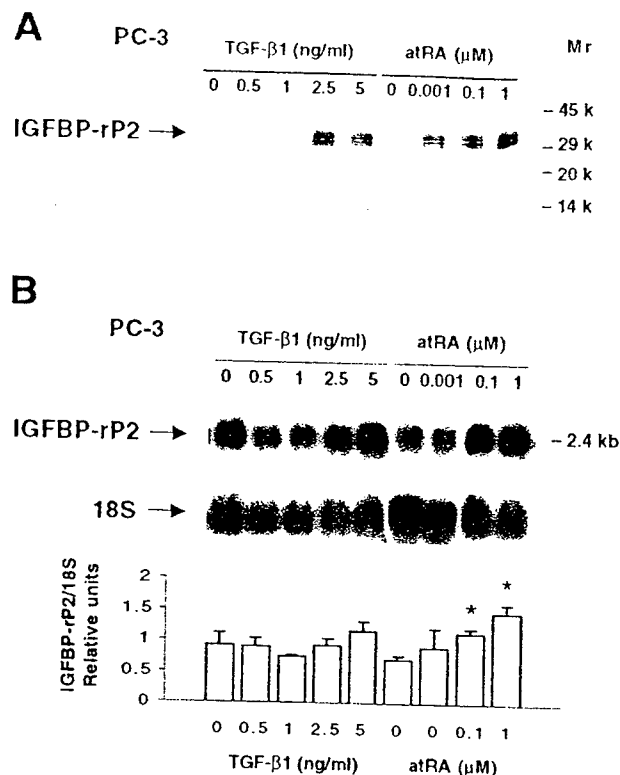 A
PC-3
TGF-β1 (ng/ml) atRA (μM) Mr
0 0.5 1 2.5 5 0 0.001 0.1 1
– 45 k
IGFBP-rP2 → – 29 k
– 20 k
– 14 k
B
PC-3
TGF-β1 (ng/ml) atRA (μM)
0 0.5 1 2.5 5 0 0.001 0.1 1
IGFBP-rP2 → – 2.4 kb
18S →
IGFBP-rP2/18S
Relative units
2
1.5
1
0.5
0
* *
0 0.5 1 2.5 5 0 0 0.1 1
TGF-β1 (ng/ml) atRA (μM)